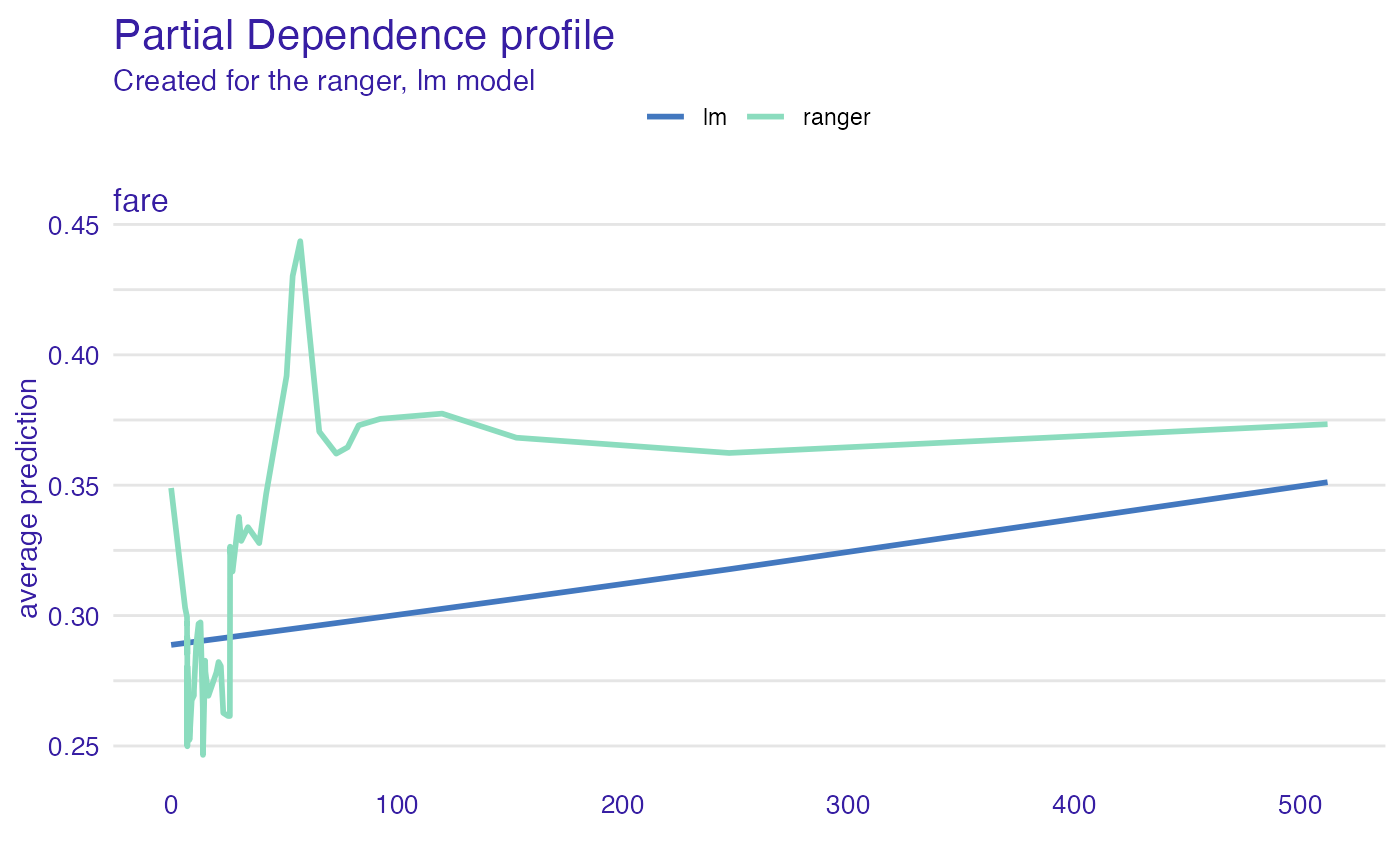 Partial Dependence profile
Created for the ranger, lm model
lm ranger
fare
0.45
0.40
0.35
0.30
0.25
average prediction
0 100 200 300 400 500